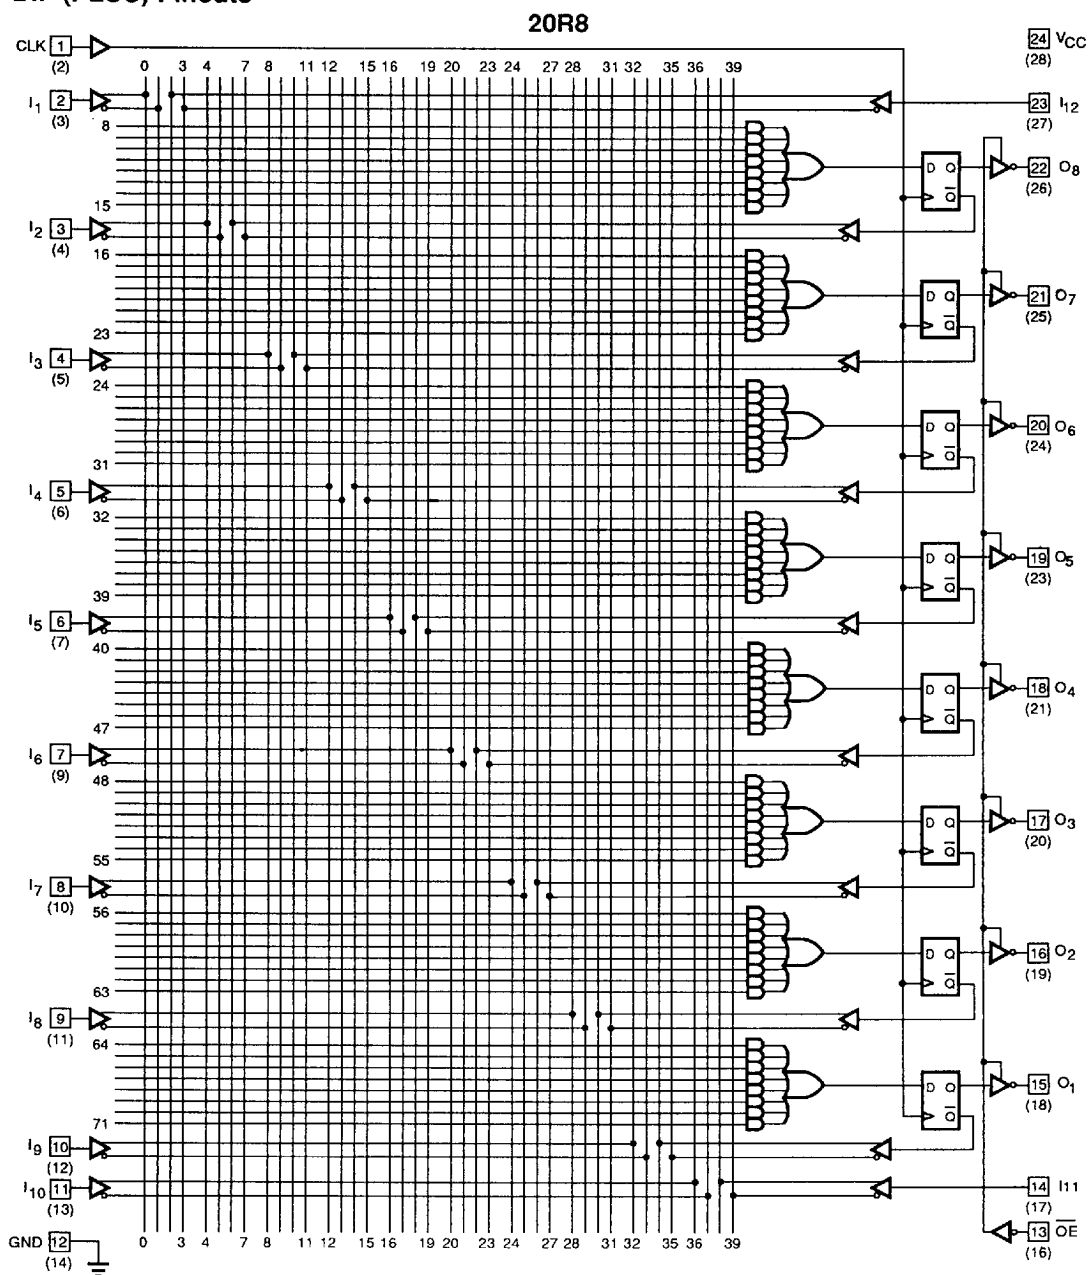 20R8
CLK 1 (2)
24 VCC (28)
0 3 4 7 8 11 12 15 16 19 20 23 24 27 28 31 32 35 36 39
I1 2 (3)
23 I12 (27)
8
D Q Q
22 O8 (26)
15
I2 3 (4)
16
D Q Q
21 O7 (25)
23
I3 4 (5)
24
D Q Q
20 O6 (24)
31
I4 5 (6)
32
D Q Q
19 O5 (23)
39
I5 6 (7)
40
D Q Q
18 O4 (21)
47
I6 7 (9)
48
D Q Q
17 O3 (20)
55
I7 8 (10)
56
D Q Q
16 O2 (19)
63
I8 9 (11)
64
D Q Q
15 O1 (18)
71
I9 10 (12)
I10 11 (13)
14 I11 (17)
13 OE (16)
GND 12 (14)
0 3 4 7 8 11 12 15 16 19 20 23 24 27 28 31 32 35 36 39